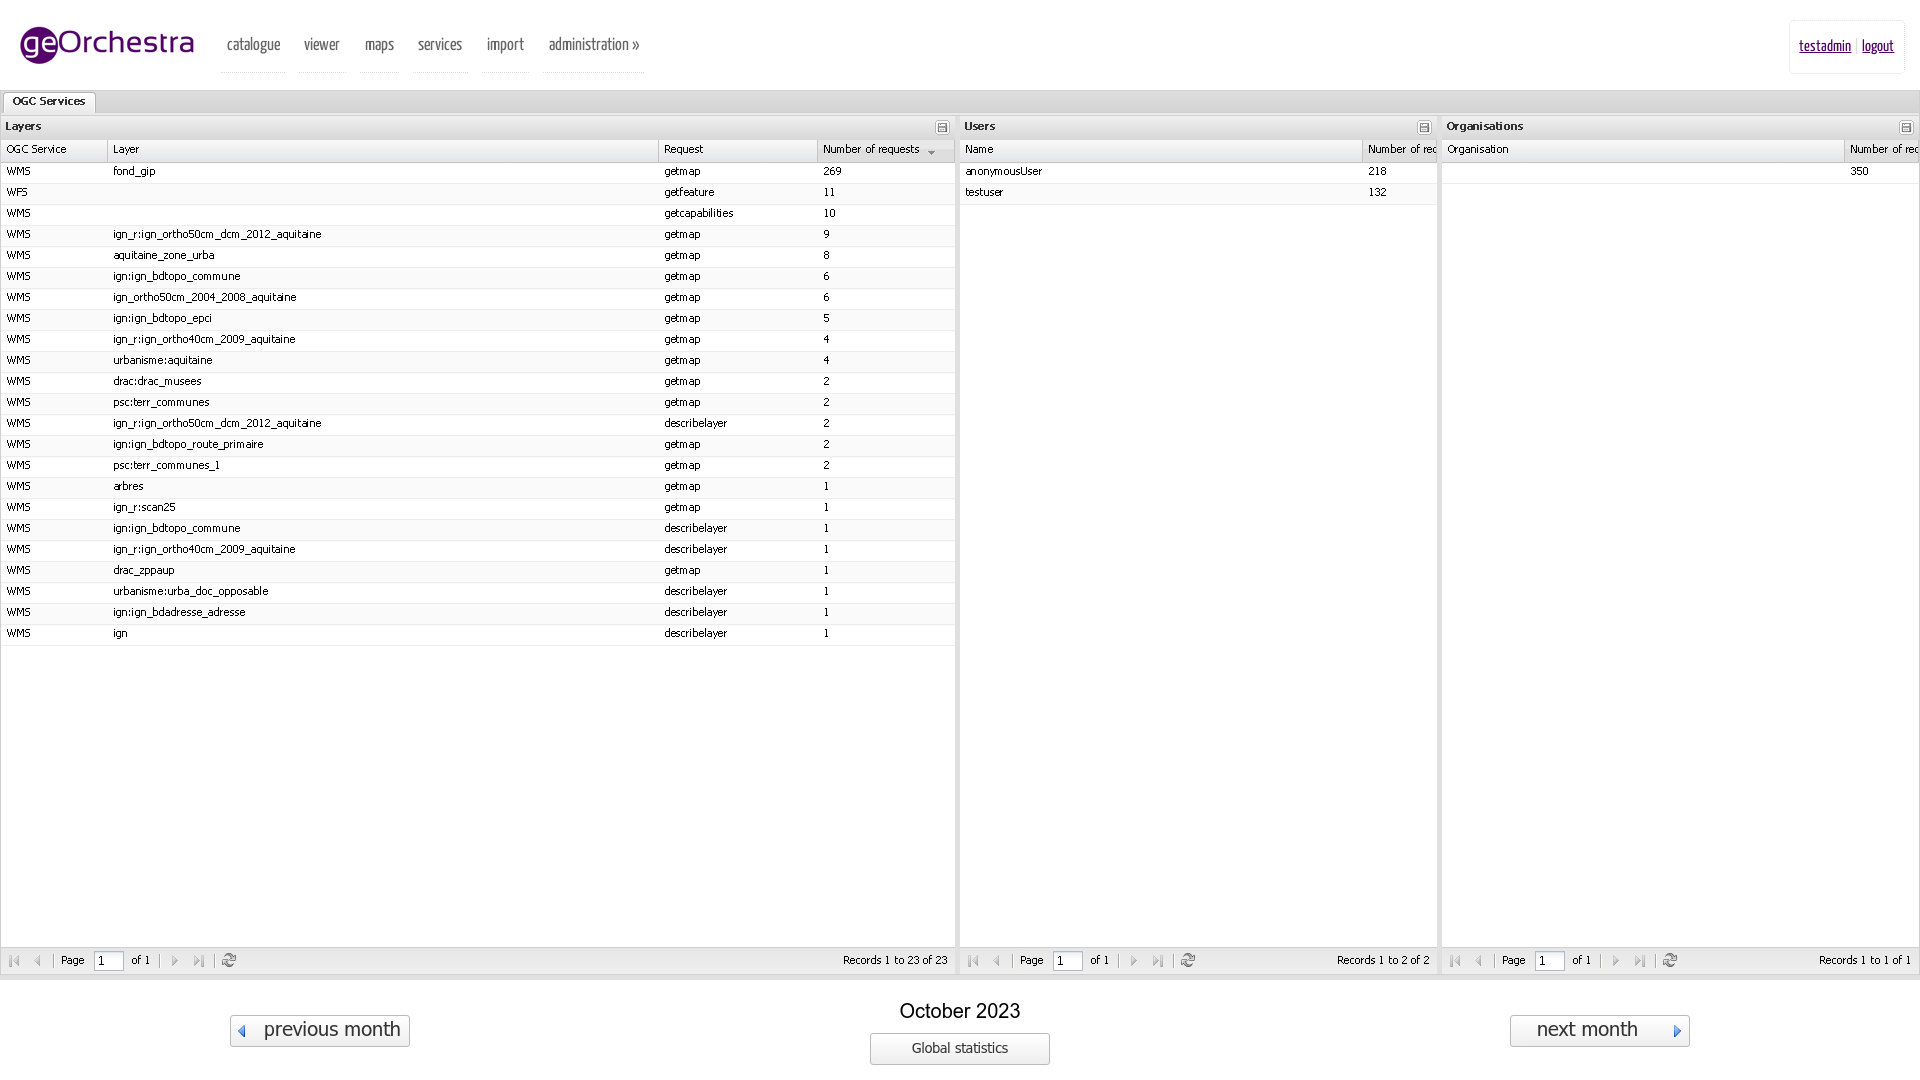 geOrchestra catalogue viewer maps services import administration » testadmin logout
OGC Services
Layers Users Organisations
OGC Service Layer Request Number of requests Name Number of req Organisation Number of req
WMS fond_gip getmap 269 anonymousUser 218 350
WFS getfeature 11 testuser 132
WMS getcapabilities 10
WMS ign_r:ign_ortho50cm_dcm_2012_aquitaine getmap 9
WMS aquitaine_zone_urba getmap 8
WMS ign:ign_bdtopo_commune getmap 6
WMS ign_ortho50cm_2004_2008_aquitaine getmap 6
WMS ign:ign_bdtopo_epci getmap 5
WMS ign_r:ign_ortho40cm_2009_aquitaine getmap 4
WMS urbanisme:aquitaine getmap 4
WMS drac:drac_musees getmap 2
WMS psc:terr_communes getmap 2
WMS ign_r:ign_ortho50cm_dcm_2012_aquitaine describelayer 2
WMS ign:ign_bdtopo_route_primaire getmap 2
WMS psc:terr_communes_1 getmap 2
WMS arbres getmap 1
WMS ign_r:scan25 getmap 1
WMS ign:ign_bdtopo_commune describelayer 1
WMS ign_r:ign_ortho40cm_2009_aquitaine describelayer 1
WMS drac_zppaup getmap 1
WMS urbanisme:urba_doc_opposable describelayer 1
WMS ign:ign_bdadresse_adresse describelayer 1
WMS ign describelayer 1
Page 1 of 1 Records 1 to 23 of 23 Page 1 of 1 Records 1 to 2 of 2 Page 1 of 1 Records 1 to 1 of 1
October 2023
previous month next month
Global statistics